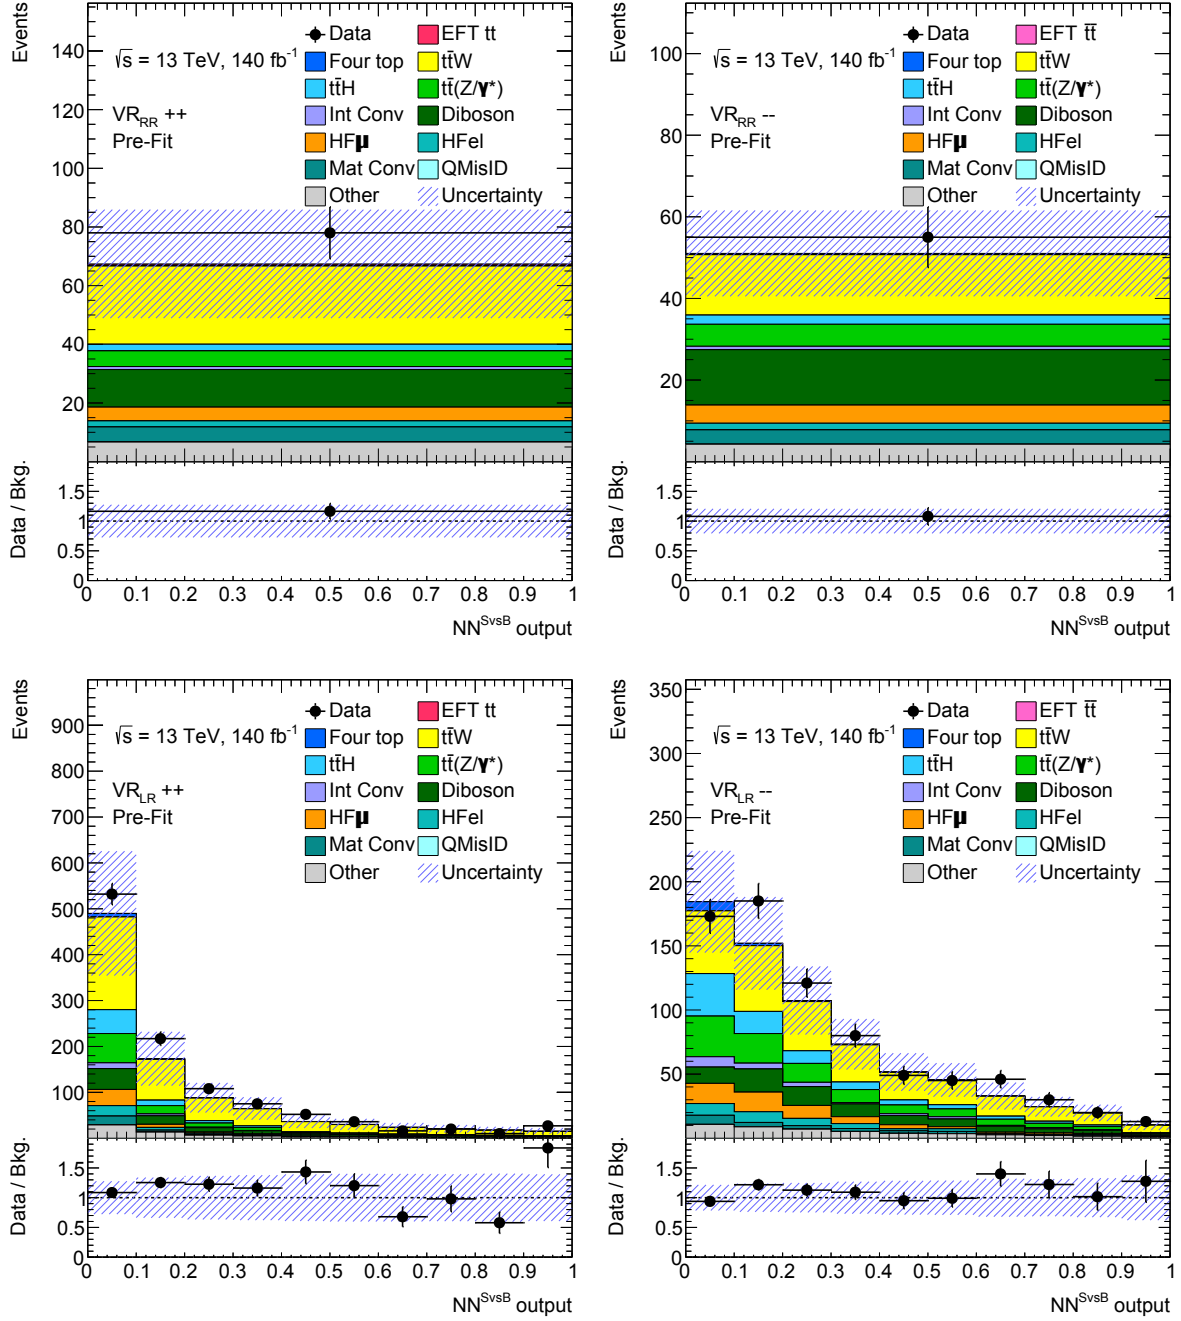 Events
140
120
100
80
60
40
20
√s = 13 TeV, 140 fb⁻¹
VR_RR ++
Pre-Fit
Data
EFT tt
Four top
tt̄W
tt̄H
tt̄(Z/γ*)
Int Conv
Diboson
HFμ
HFel
Mat Conv
QMisID
Other
Uncertainty
Data / Bkg.
1.5
1
0.5
0
0 0.1 0.2 0.3 0.4 0.5 0.6 0.7 0.8 0.9 1
NN^SvsB output
Events
100
80
60
40
20
√s = 13 TeV, 140 fb⁻¹
VR_RR --
Pre-Fit
Data
EFT t̄t̄
Four top
tt̄W
tt̄H
tt̄(Z/γ*)
Int Conv
Diboson
HFμ
HFel
Mat Conv
QMisID
Other
Uncertainty
Data / Bkg.
1.5
1
0.5
0
0 0.1 0.2 0.3 0.4 0.5 0.6 0.7 0.8 0.9 1
NN^SvsB output
Events
900
800
700
600
500
400
300
200
100
√s = 13 TeV, 140 fb⁻¹
VR_LR ++
Pre-Fit
Data
EFT tt
Four top
tt̄W
tt̄H
tt̄(Z/γ*)
Int Conv
Diboson
HFμ
HFel
Mat Conv
QMisID
Other
Uncertainty
Data / Bkg.
1.5
1
0.5
0
0 0.1 0.2 0.3 0.4 0.5 0.6 0.7 0.8 0.9 1
NN^SvsB output
Events
350
300
250
200
150
100
50
√s = 13 TeV, 140 fb⁻¹
VR_LR --
Pre-Fit
Data
EFT t̄t̄
Four top
tt̄W
tt̄H
tt̄(Z/γ*)
Int Conv
Diboson
HFμ
HFel
Mat Conv
QMisID
Other
Uncertainty
Data / Bkg.
1.5
1
0.5
0
0 0.1 0.2 0.3 0.4 0.5 0.6 0.7 0.8 0.9 1
NN^SvsB output